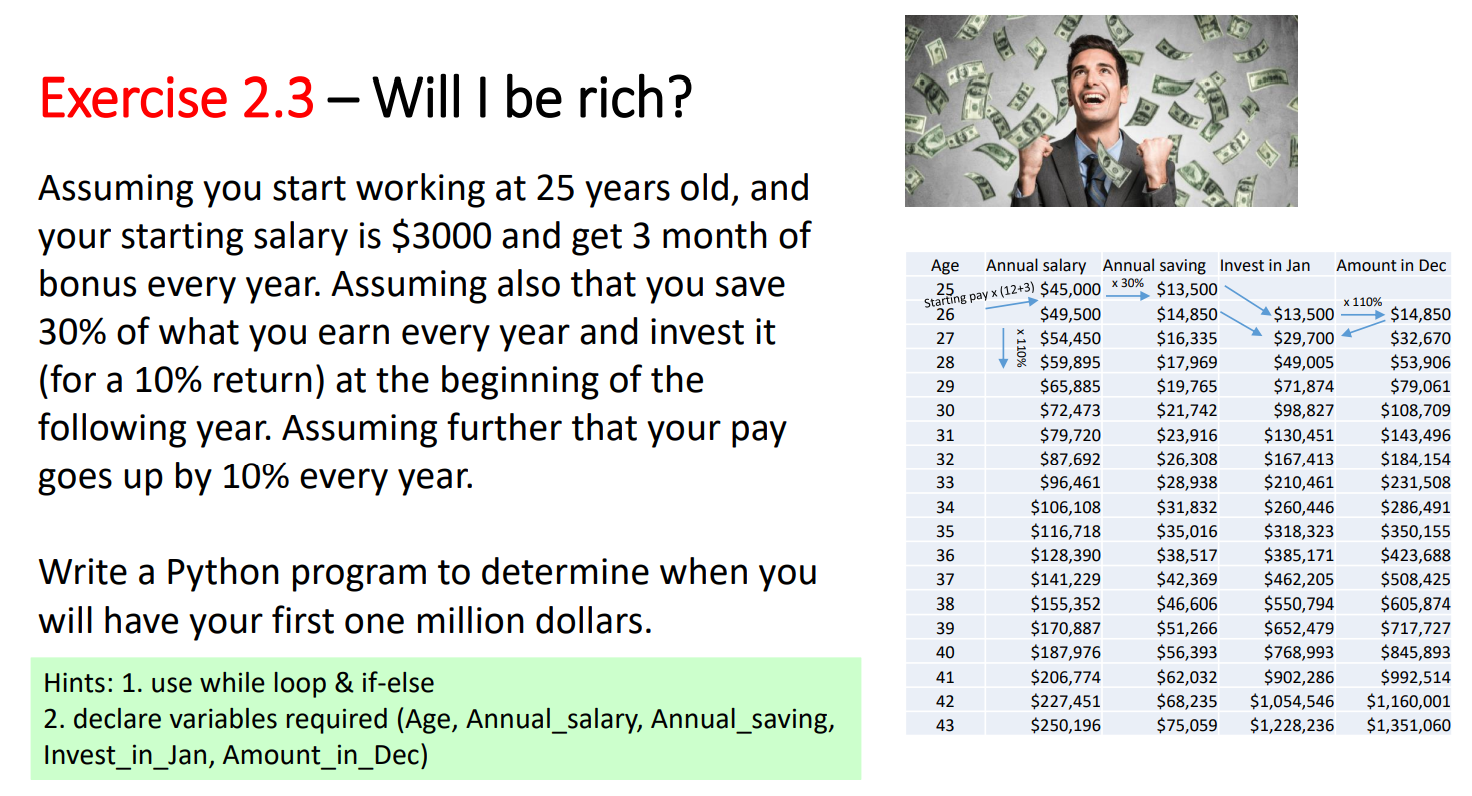 Exercise 2.3 – Will I be rich?
Assuming you start working at 25 years old, and
your starting salary is $3000 and get 3 month of
bonus every year. Assuming also that you save
30% of what you earn every year and invest it
(for a 10% return) at the beginning of the
following year. Assuming further that your pay
goes up by 10% every year.
Write a Python program to determine when you
will have your first one million dollars.
Hints: 1. use while loop & if-else
2. declare variables required (Age, Annual_salary, Annual_saving,
Invest_in_Jan, Amount_in_Dec)
Age Annual salary Annual saving Invest in Jan Amount in Dec
25 $45,000 x 30% $13,500
Starting pay x (12+3)
x 110%
26 $49,500 $14,850 $13,500 $14,850
27 $54,450 $16,335 $29,700 $32,670
x 110%
28 $59,895 $17,969 $49,005 $53,906
29 $65,885 $19,765 $71,874 $79,061
30 $72,473 $21,742 $98,827 $108,709
31 $79,720 $23,916 $130,451 $143,496
32 $87,692 $26,308 $167,413 $184,154
33 $96,461 $28,938 $210,461 $231,508
34 $106,108 $31,832 $260,446 $286,491
35 $116,718 $35,016 $318,323 $350,155
36 $128,390 $38,517 $385,171 $423,688
37 $141,229 $42,369 $462,205 $508,425
38 $155,352 $46,606 $550,794 $605,874
39 $170,887 $51,266 $652,479 $717,727
40 $187,976 $56,393 $768,993 $845,893
41 $206,774 $62,032 $902,286 $992,514
42 $227,451 $68,235 $1,054,546 $1,160,001
43 $250,196 $75,059 $1,228,236 $1,351,060